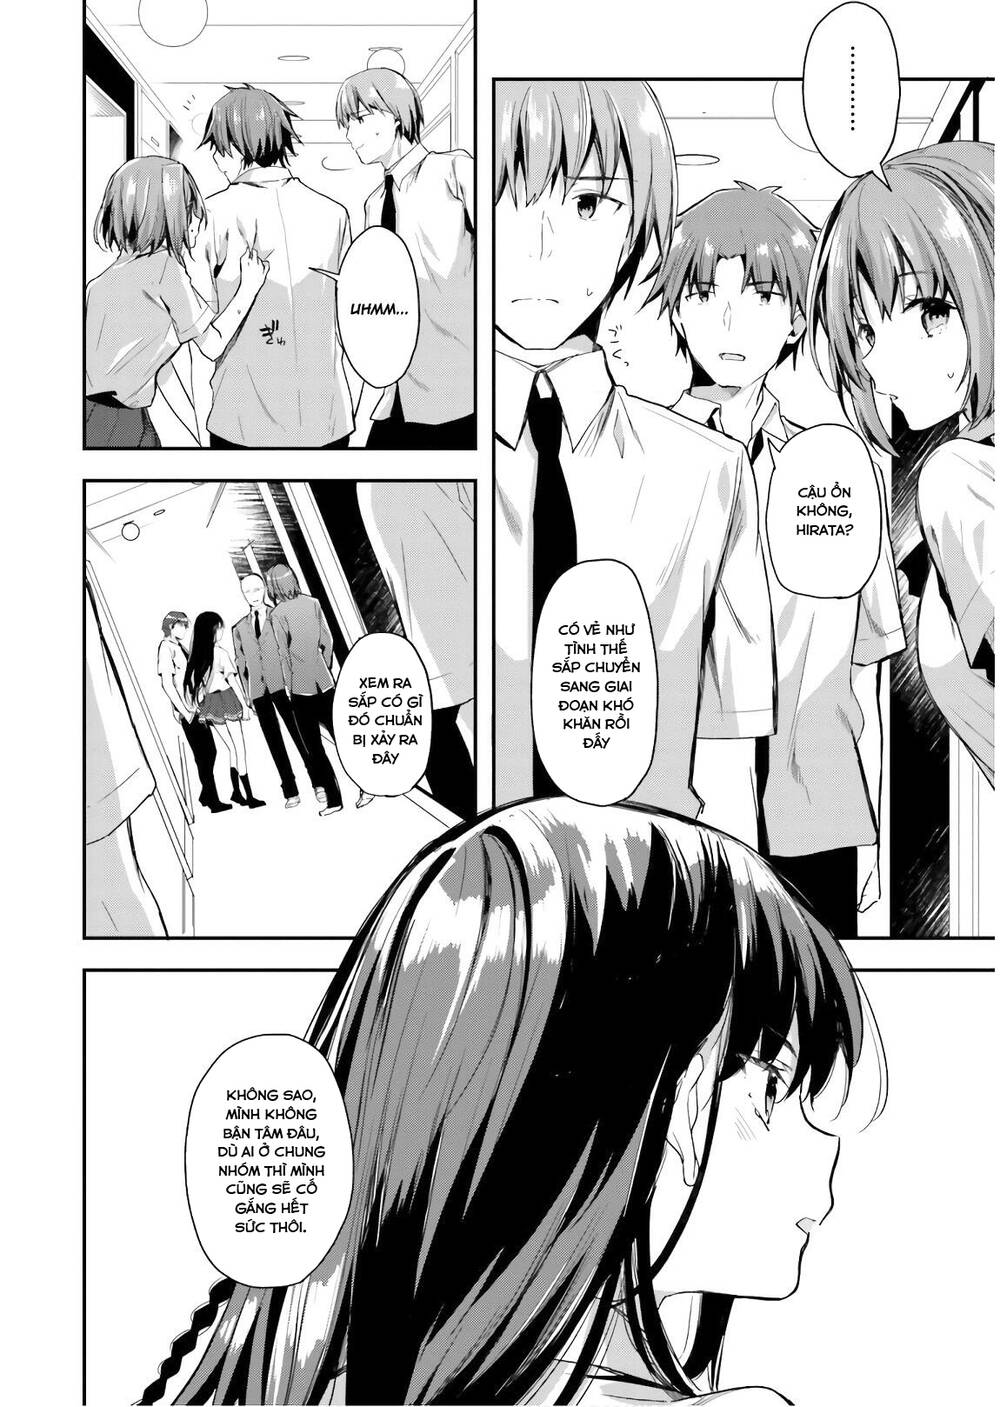 ............
CẬU ỔN
KHÔNG,
HIRATA?
CÓ VẺ NHƯ
TÌNH THẾ
SẮP CHUYỂN
SANG GIAI
ĐOẠN KHÓ
KHĂN RỒI
ĐẤY
UHMM...
ぎゅ
XEM RA
SẮP CÓ GÌ
ĐÓ CHUẨN
BỊ XẢY RA
ĐÂY
KHÔNG SAO,
MÌNH KHÔNG
BẬN TÂM ĐÂU,
DÙ AI Ở CHUNG
NHÓM THÌ MÌNH
CŨNG SẼ CỐ
GẮNG HẾT
SỨC THÔI.